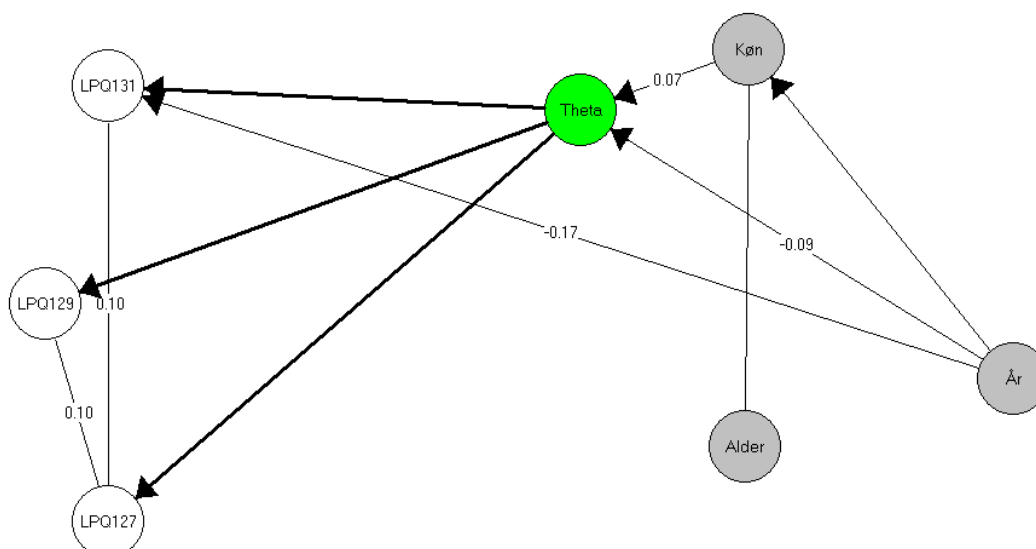 Køn
LPQ131
0.07
Theta
-0.17
-0.09
LPQ129
0.10
År
0.10
Alder
LPQ127